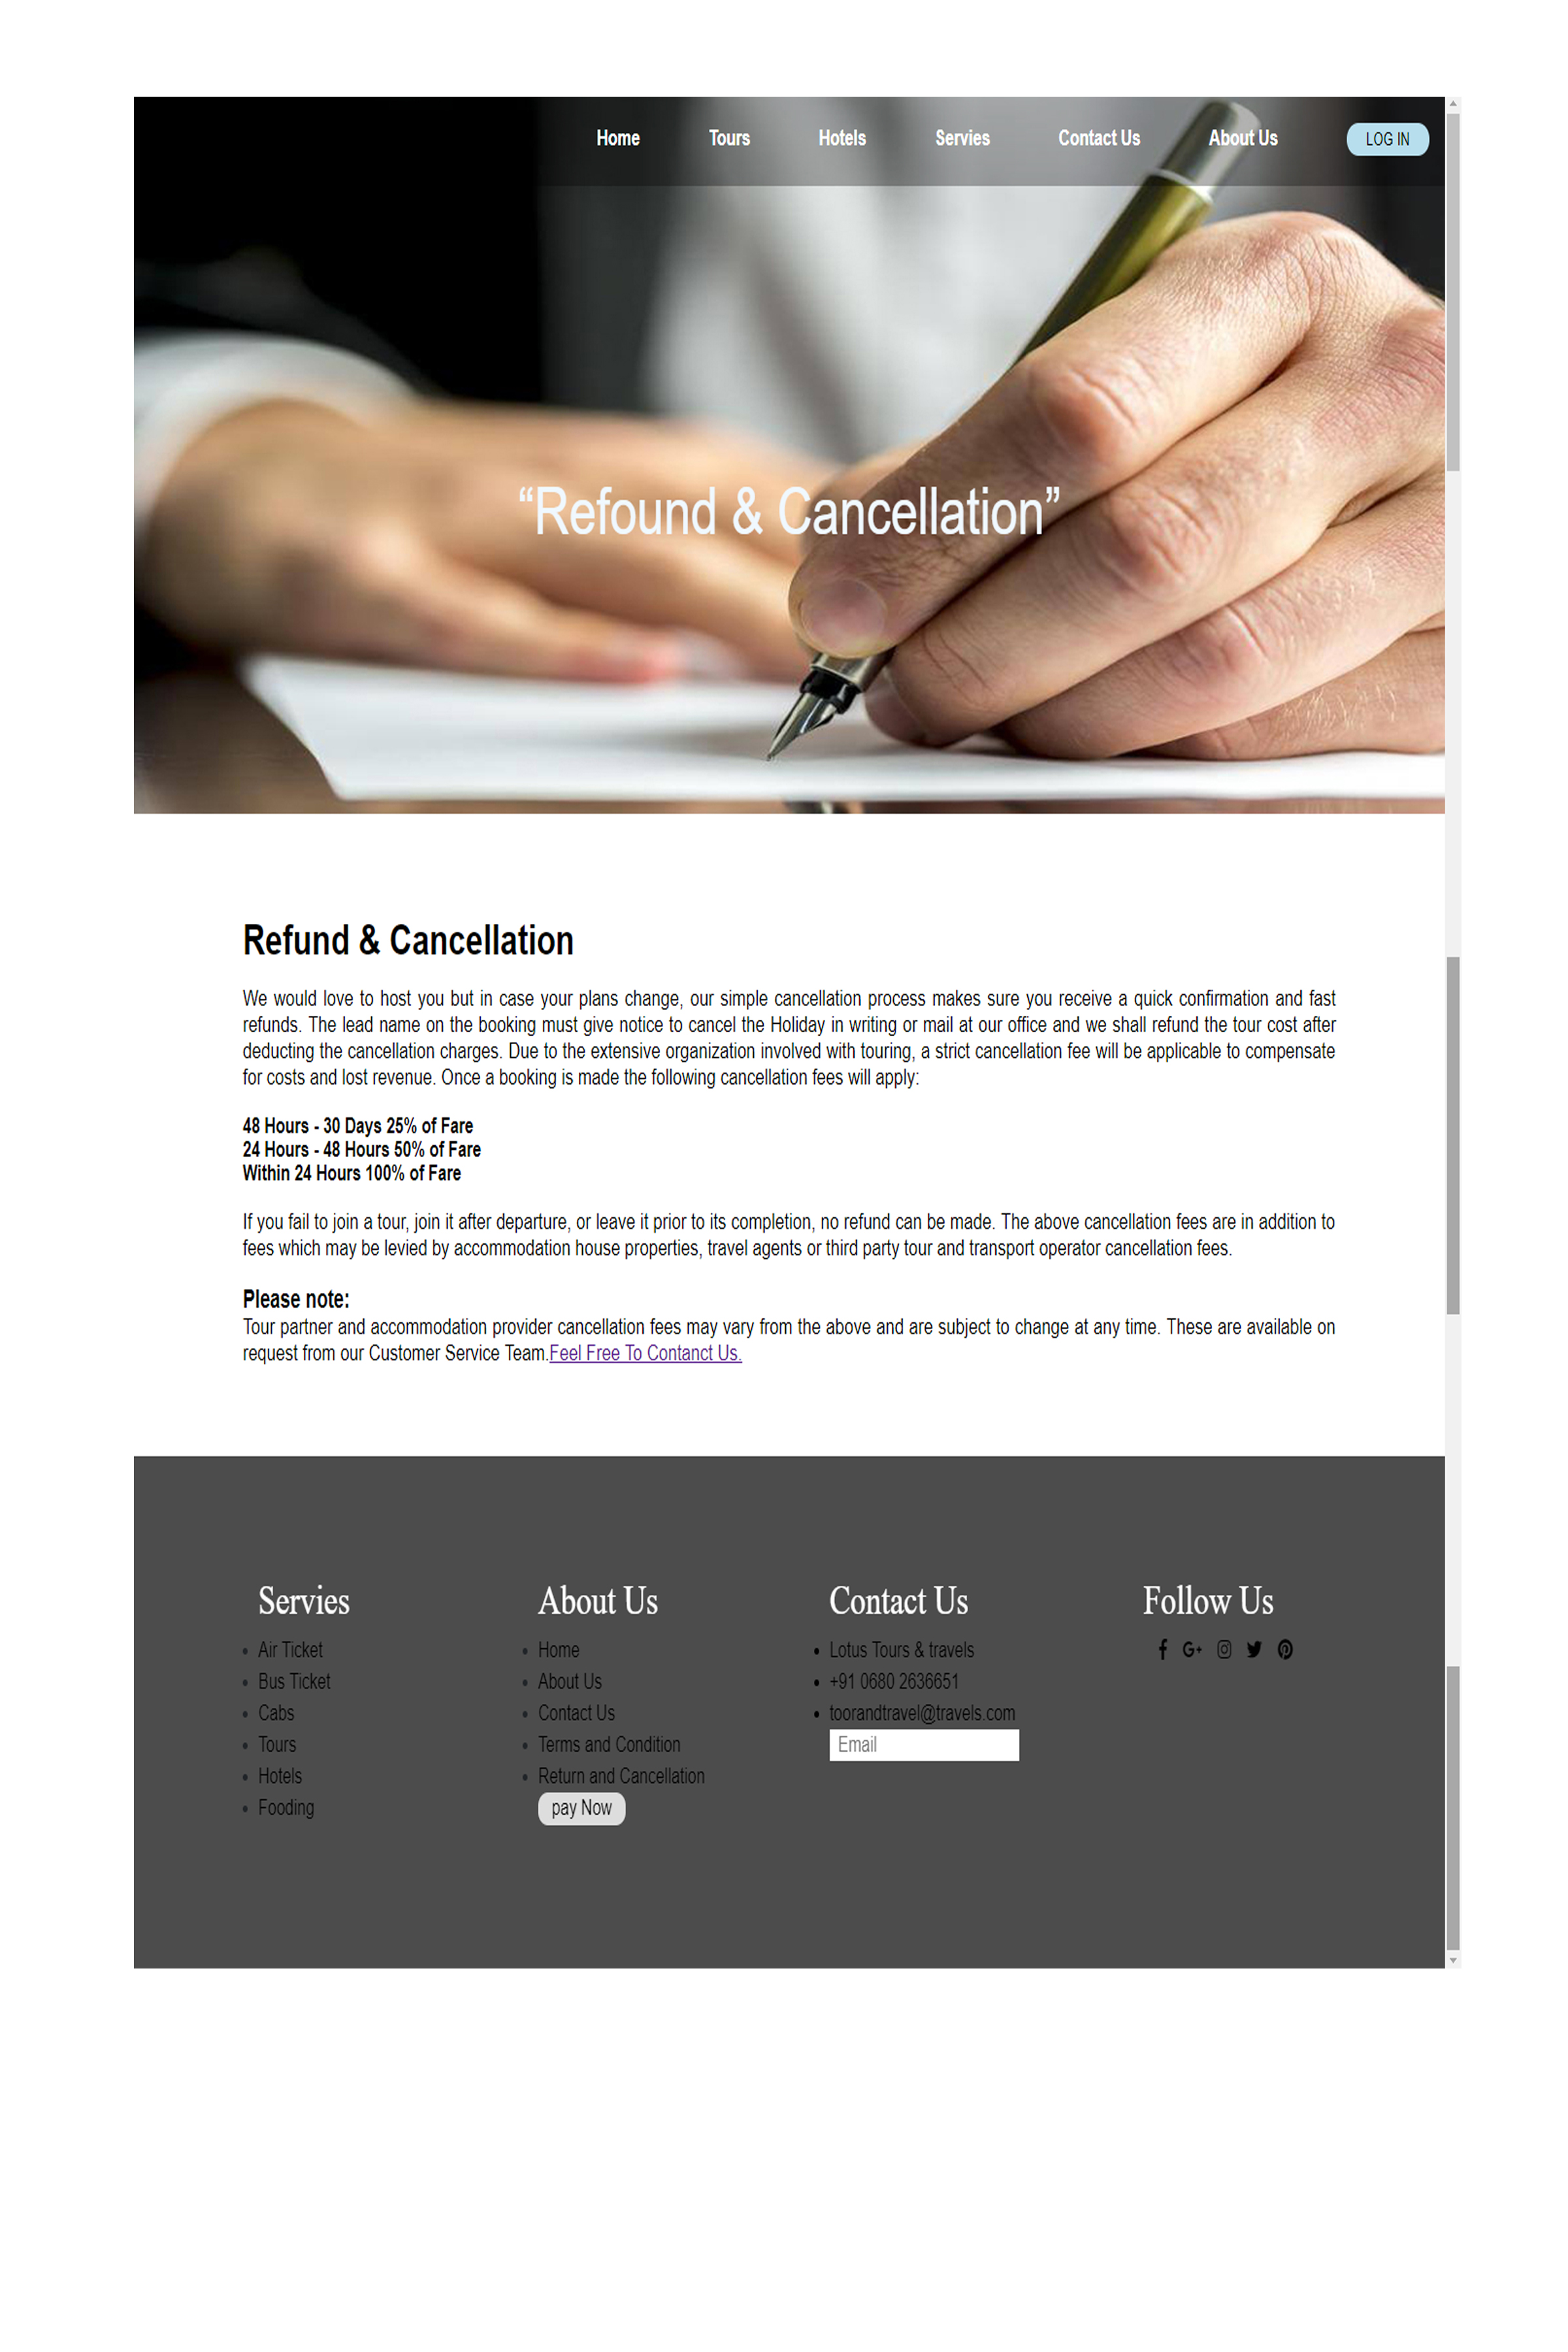 Home Tours Hotels Servies Contact Us About Us LOG IN
“Refound & Cancellation”
Refund & Cancellation
We would love to host you but in case your plans change, our simple cancellation process makes sure you receive a quick confirmation and fast
refunds. The lead name on the booking must give notice to cancel the Holiday in writing or mail at our office and we shall refund the tour cost after
deducting the cancellation charges. Due to the extensive organization involved with touring, a strict cancellation fee will be applicable to compensate
for costs and lost revenue. Once a booking is made the following cancellation fees will apply:
48 Hours - 30 Days 25% of Fare
24 Hours - 48 Hours 50% of Fare
Within 24 Hours 100% of Fare
If you fail to join a tour, join it after departure, or leave it prior to its completion, no refund can be made. The above cancellation fees are in addition to
fees which may be levied by accommodation house properties, travel agents or third party tour and transport operator cancellation fees.
Please note:
Tour partner and accommodation provider cancellation fees may vary from the above and are subject to change at any time. These are available on
request from our Customer Service Team.Feel Free To Contanct Us.
Servies
Air Ticket
Bus Ticket
Cabs
Tours
Hotels
Fooding
About Us
Home
About Us
Contact Us
Terms and Condition
Return and Cancellation
pay Now
Contact Us
Lotus Tours & travels
+91 0680 2636651
toorandtravel@travels.com
Email
Follow Us